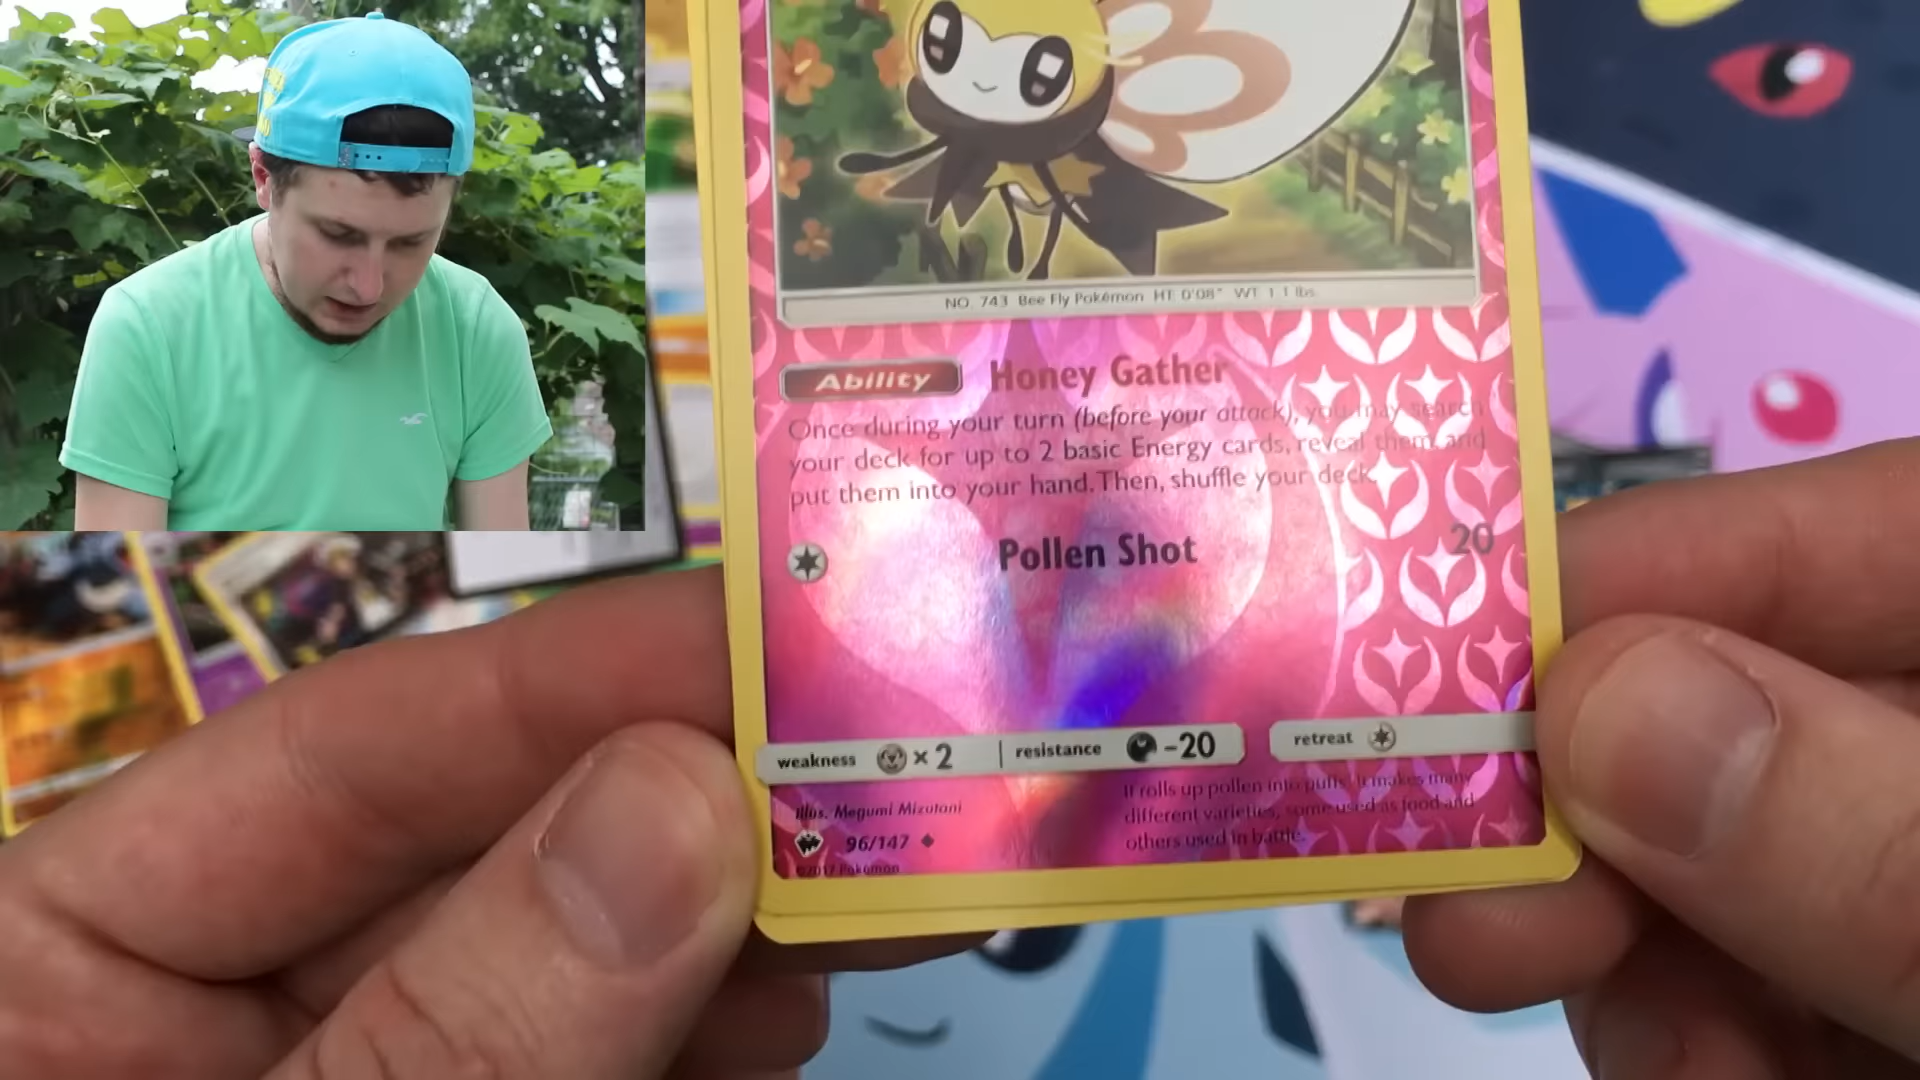 NO. 743 Bee Fly Pokémon HT 0'08" WT 1.1 lbs.
Ability Honey Gather
Once during your turn (before your attack), you may search
your deck for up to 2 basic Energy cards, reveal them, and
put them into your hand. Then, shuffle your deck.
Pollen Shot 20
weakness × 2 resistance -20 retreat
Illus. Megumi Mizutani
96/147
©2017 Pokémon
It rolls up pollen into puffs. It makes many
different varieties, some used as food and
others used in battle.